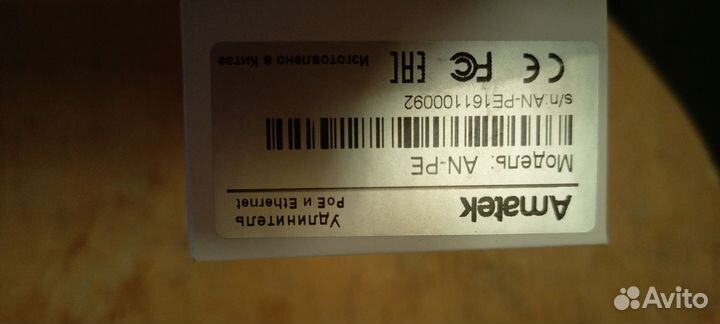 Amatek
Удлинитель
PoE и Ethernet
Модель: AN-PE
s/n:AN-PE161100092
CE FC EAC
Изготовлено в Китае
Avito